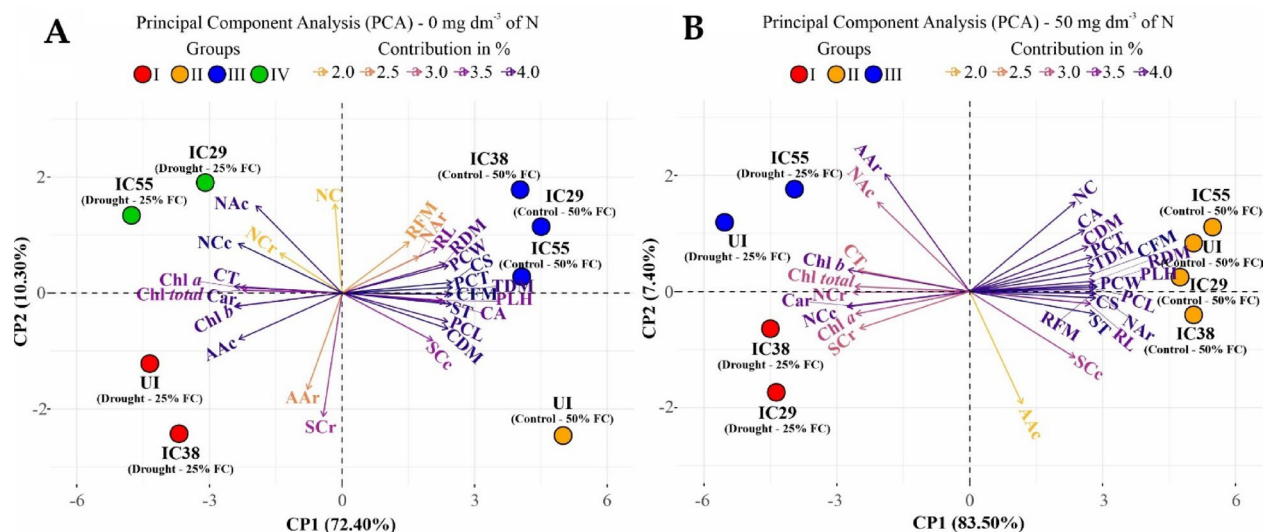 A
Principal Component Analysis (PCA) - 0 mg dm-3 of N
Groups
Contribution in %
I II III IV
2.0 2.5 3.0 3.5 4.0
IC29
(Drought - 25% FC)
IC55
(Drought - 25% FC)
NAc
NC
NCc
NCr
IC38
(Control - 50% FC)
IC29
(Control - 50% FC)
IC55
(Control - 50% FC)
RFM
NAr
RL
RDM
PCW
CS
PCT
TDM
CFM
PLH
CA
ST
PCL
CDM
SCc
Chl a
CT
Chl total
Car
Chl b
AAc
AAr
SCr
UI
(Drought - 25% FC)
IC38
(Drought - 25% FC)
UI
(Control - 50% FC)
2
0
-2
-6 -3 0 3 6
CP2 (10.30%)
CP1 (72.40%)
B
Principal Component Analysis (PCA) - 50 mg dm-3 of N
Groups
Contribution in %
I II III
2.0 2.5 3.0 3.5 4.0
IC55
(Drought - 25% FC)
UI
(Drought - 25% FC)
AAr
NAc
NC
CA
CDM
PCT
CFM
TDM
RDM
PLH
PCW
CS
PCL
RFM
ST
NAr
RL
SCc
AAc
CT
Chl b
Chl total
NCr
Car
NCc
Chl a
SCr
IC55
(Control - 50% FC)
UI
(Control - 50% FC)
IC29
(Control - 50% FC)
IC38
(Control - 50% FC)
IC38
(Drought - 25% FC)
IC29
(Drought - 25% FC)
2
0
-2
-6 -3 0 3 6
CP2 (7.40%)
CP1 (83.50%)